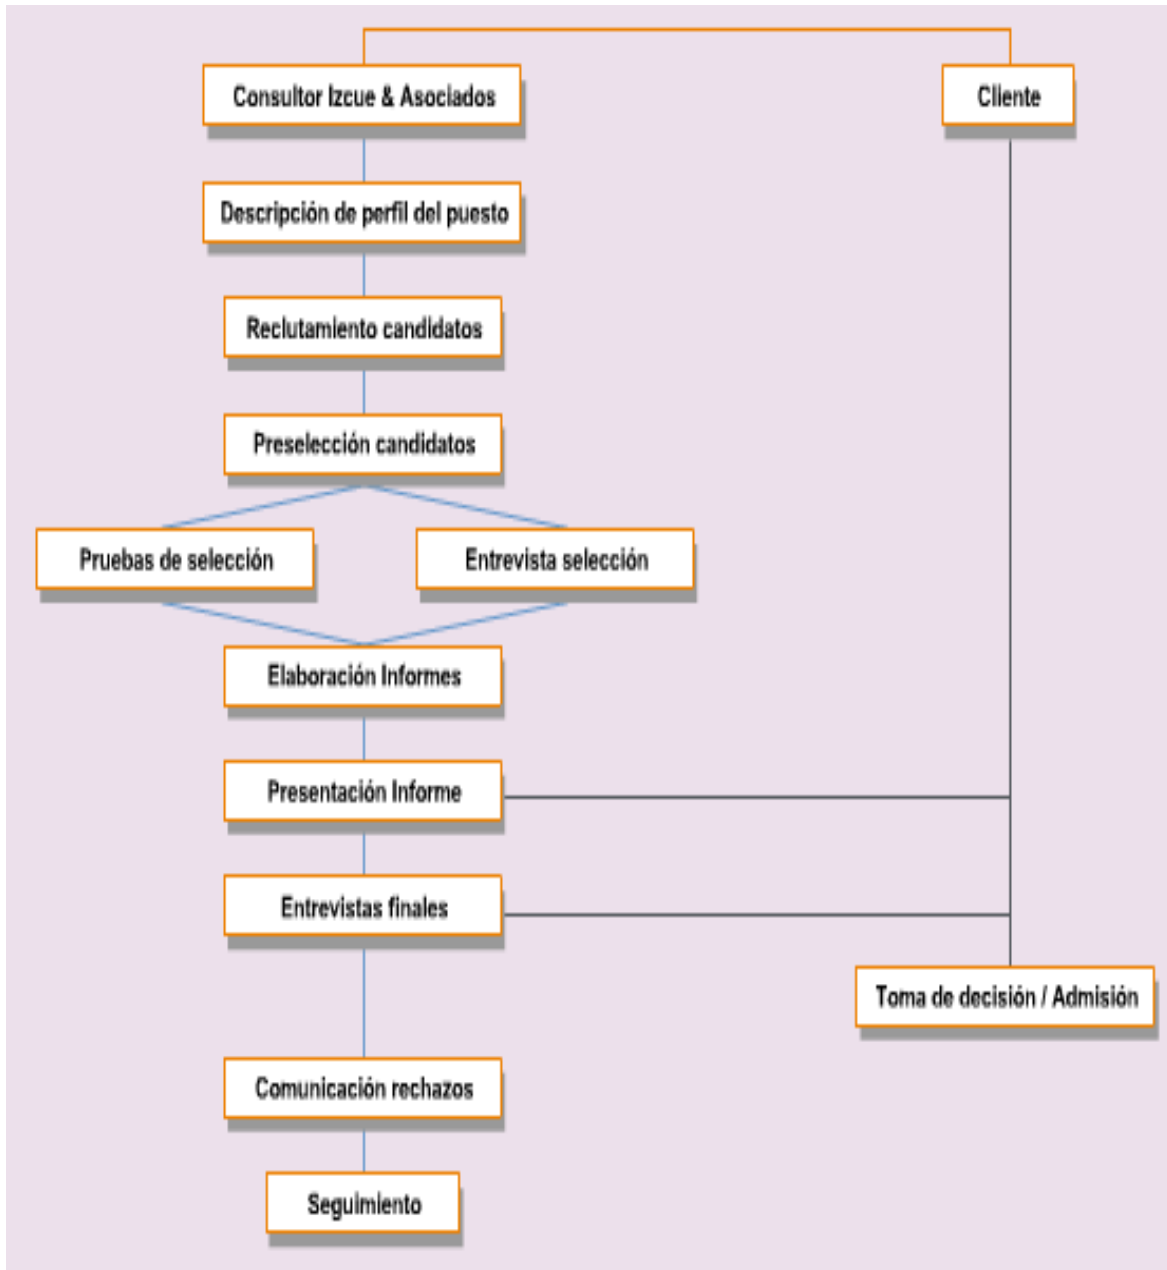 Consultor Izcue & Asociados
Cliente
Descripción de perfil del puesto
Reclutamiento candidatos
Preselección candidatos
Pruebas de selección
Entrevista selección
Elaboración Informes
Presentación Informe
Entrevistas finales
Toma de decisión / Admisión
Comunicación rechazos
Seguimiento